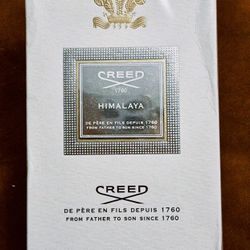 CREED
1760
HIMALAYA
DE PÈRE EN FILS DEPUIS 1760
FROM FATHER TO SON SINCE 1760
CREED
DE PÈRE EN FILS DEPUIS 1760
FROM FATHER TO SON SINCE 1760